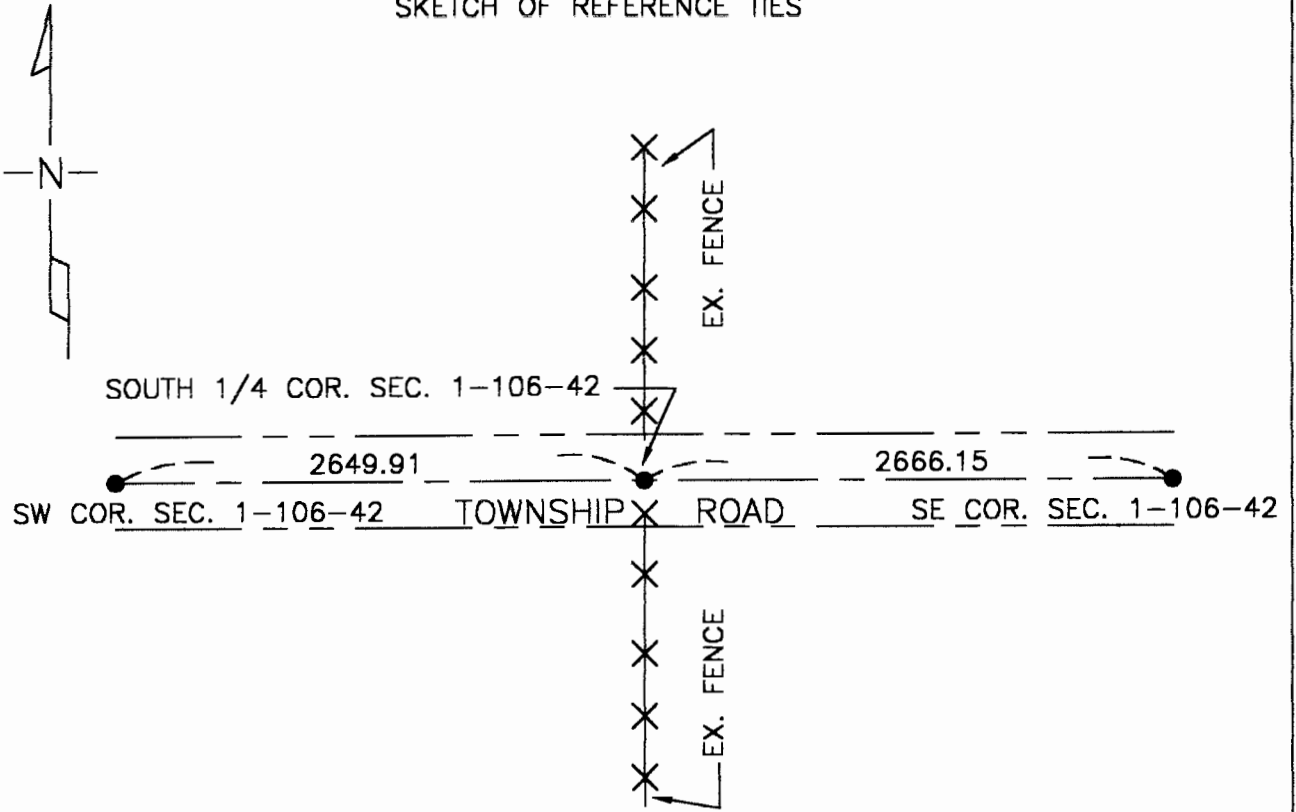 SKETCH OF REFERENCE TIES
N
EX. FENCE
SOUTH 1/4 COR. SEC. 1-106-42
2649.91
2666.15
SW COR. SEC. 1-106-42
TOWNSHIP ROAD
SE COR. SEC. 1-106-42
EX. FENCE